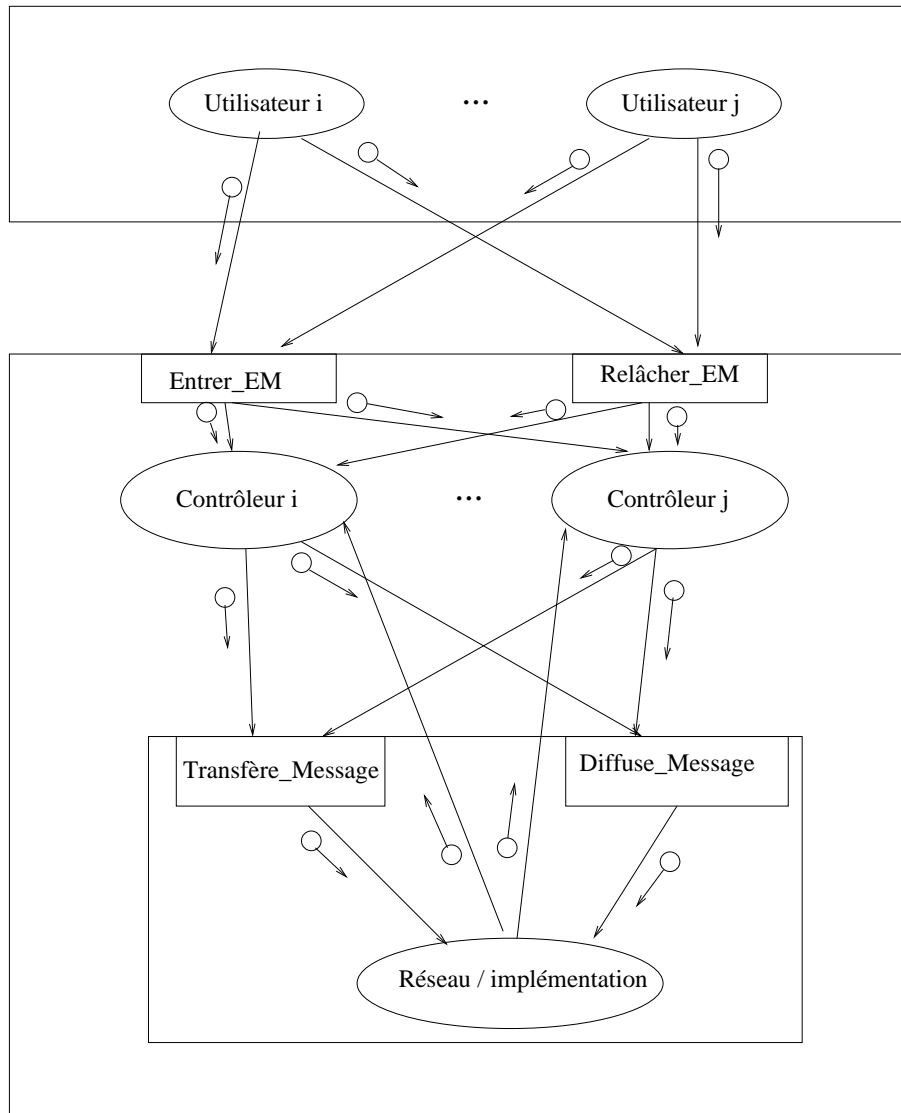 Utilisateur i
...
Utilisateur j
Entrer_EM
Relâcher_EM
Contrôleur i
...
Contrôleur j
Transfère_Message
Diffuse_Message
Réseau / implémentation